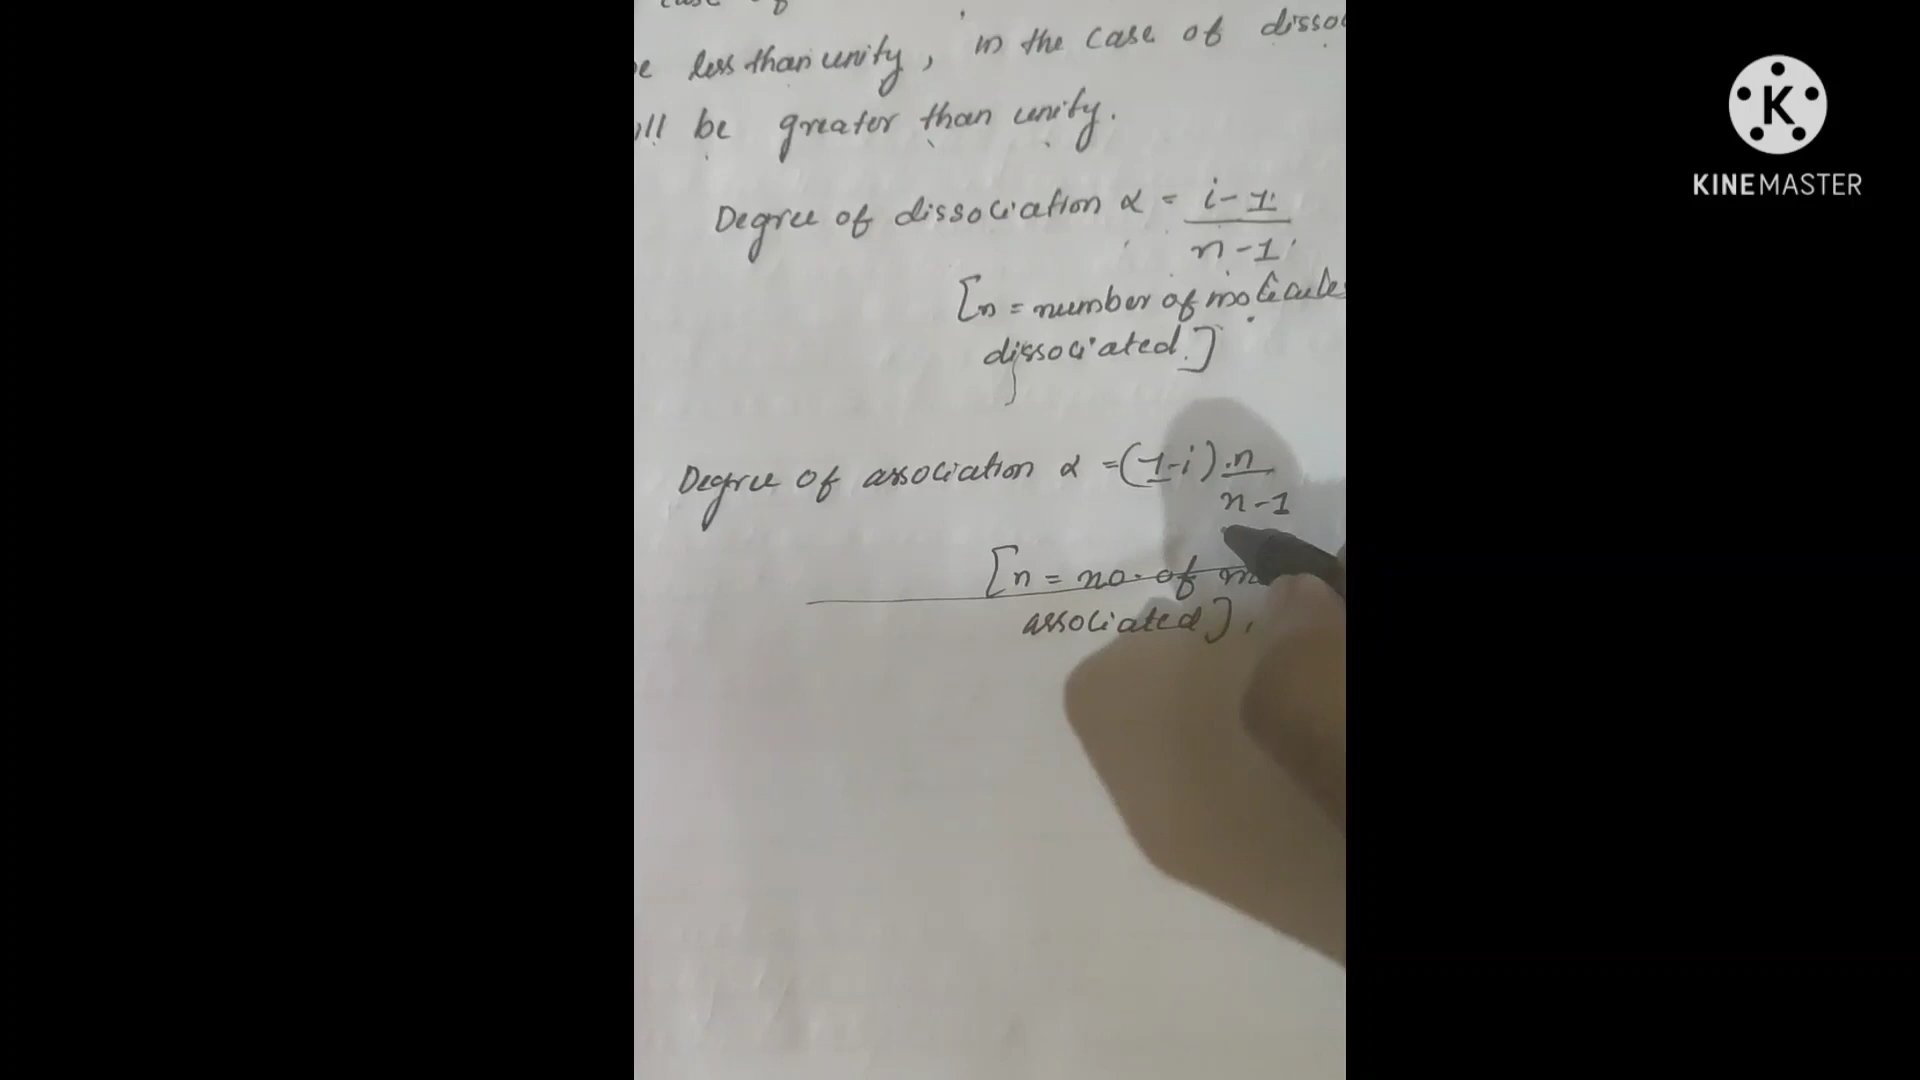 less than unity, in the case of
be greater than unity.
Degree of dissociation α = i-1
n-1
[n = number of molecules
dissociated.]
Degree of association α =(1-i).n
n-1
[n = no. of
associated].
KINEMASTER